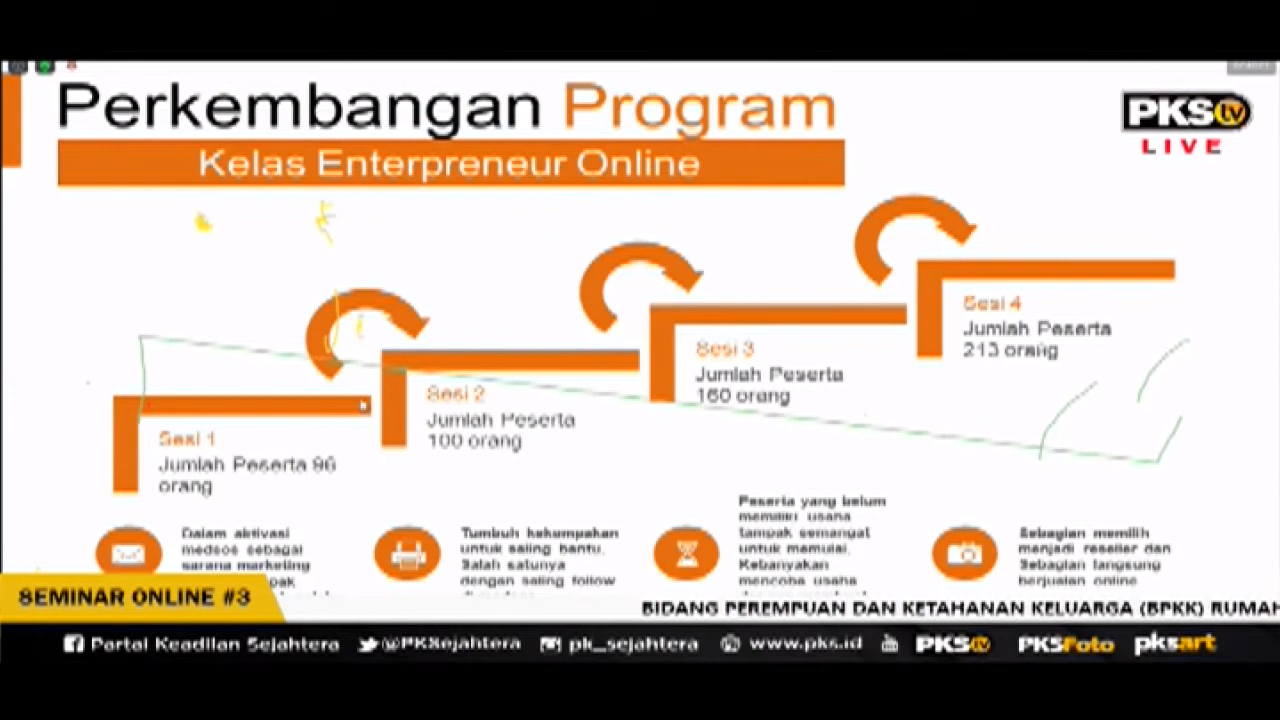 Perkembangan Program
Kelas Enterpreneur Online
PKS tv
LIVE
Sesi 1
Jumlah Peserta 96
orang
Sesi 2
Jumlah Peserta
100 orang
Sesi 3
Jumlah Peserta
160 orang
Sesi 4
Jumlah Peserta
213 orang
Dalam aktivasi
medsos sebagai
sarana marketing
Tumbuh kekompakan
untuk saling bantu.
Salah satunya
dengan saling follow
Peserta yang belum
memiliki usaha
tampak semangat
untuk memulai.
Kebanyakan
mencoba usaha
Sebagian memilih
menjadi reseller dan
Sebagian langsung
berjualan online
SEMINAR ONLINE #3
BIDANG PEREMPUAN DAN KETAHANAN KELUARGA (BPKK) RUMAH
Partai Keadilan Sejahtera @PKSejahtera pk_sejahtera www.pks.id PKS tv PKSFoto pksart